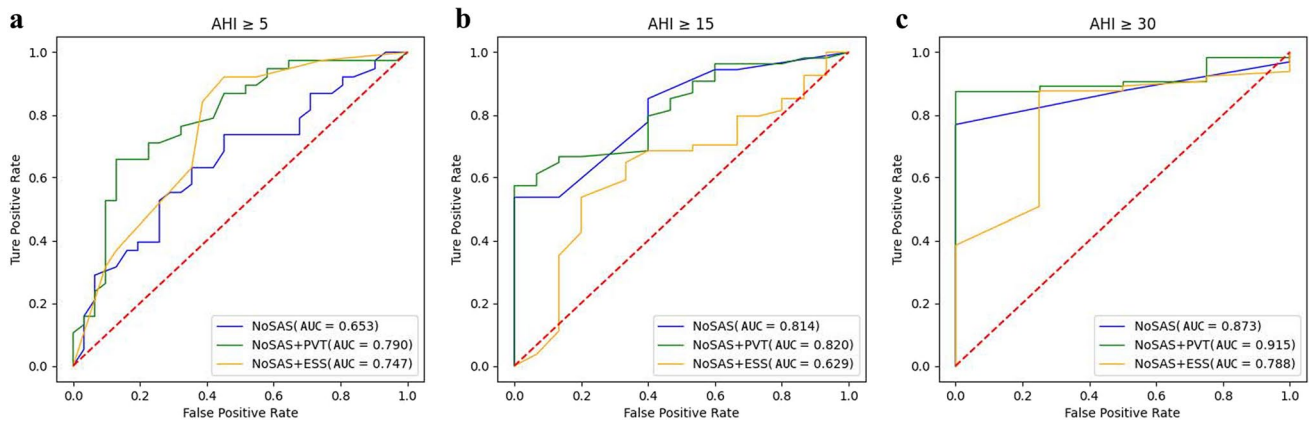 a
AHI ≥ 5
Ture Positive Rate
1.0
0.8
0.6
0.4
0.2
0.0
NoSAS(AUC = 0.653)
NoSAS+PVT(AUC = 0.790)
NoSAS+ESS(AUC = 0.747)
0.0 0.2 0.4 0.6 0.8 1.0
False Positive Rate
b
AHI ≥ 15
Ture Positive Rate
1.0
0.8
0.6
0.4
0.2
0.0
NoSAS(AUC = 0.814)
NoSAS+PVT(AUC = 0.820)
NoSAS+ESS(AUC = 0.629)
0.0 0.2 0.4 0.6 0.8 1.0
False Positive Rate
c
AHI ≥ 30
Ture Positive Rate
1.0
0.8
0.6
0.4
0.2
0.0
NoSAS(AUC = 0.873)
NoSAS+PVT(AUC = 0.915)
NoSAS+ESS(AUC = 0.788)
0.0 0.2 0.4 0.6 0.8 1.0
False Positive Rate